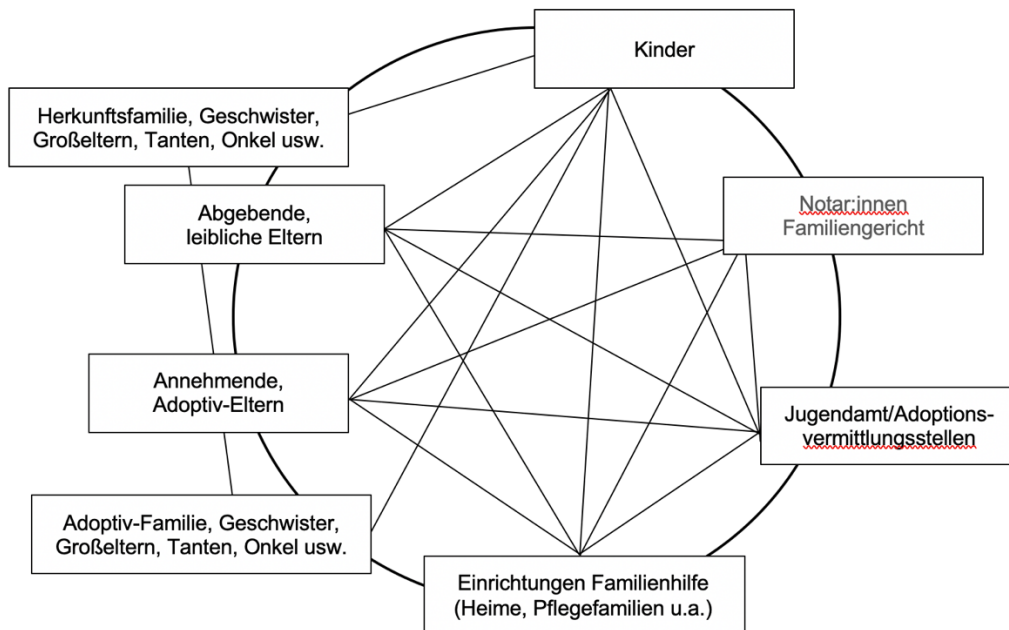 Kinder
Herkunftsfamilie, Geschwister,
Großeltern, Tanten, Onkel usw.
Abgebende,
leibliche Eltern
Notar:innen
Familiengericht
Annehmende,
Adoptiv-Eltern
Jugendamt/Adoptions-
vermittlungsstellen
Adoptiv-Familie, Geschwister,
Großeltern, Tanten, Onkel usw.
Einrichtungen Familienhilfe
(Heime, Pflegefamilien u.a.)